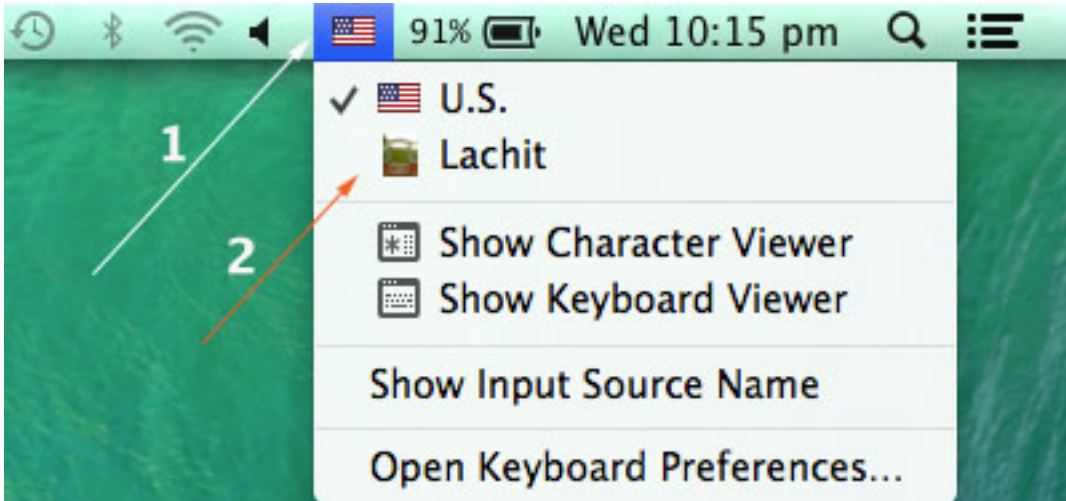 91% Wed 10:15 pm
1
U.S.
Lachit
2
Show Character Viewer
Show Keyboard Viewer
Show Input Source Name
Open Keyboard Preferences...